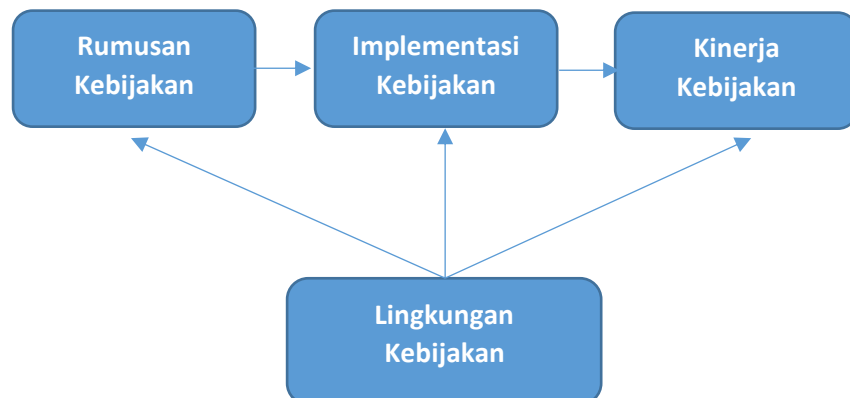 Rumusan
Kebijakan
Implementasi
Kebijakan
Kinerja
Kebijakan
Lingkungan
Kebijakan